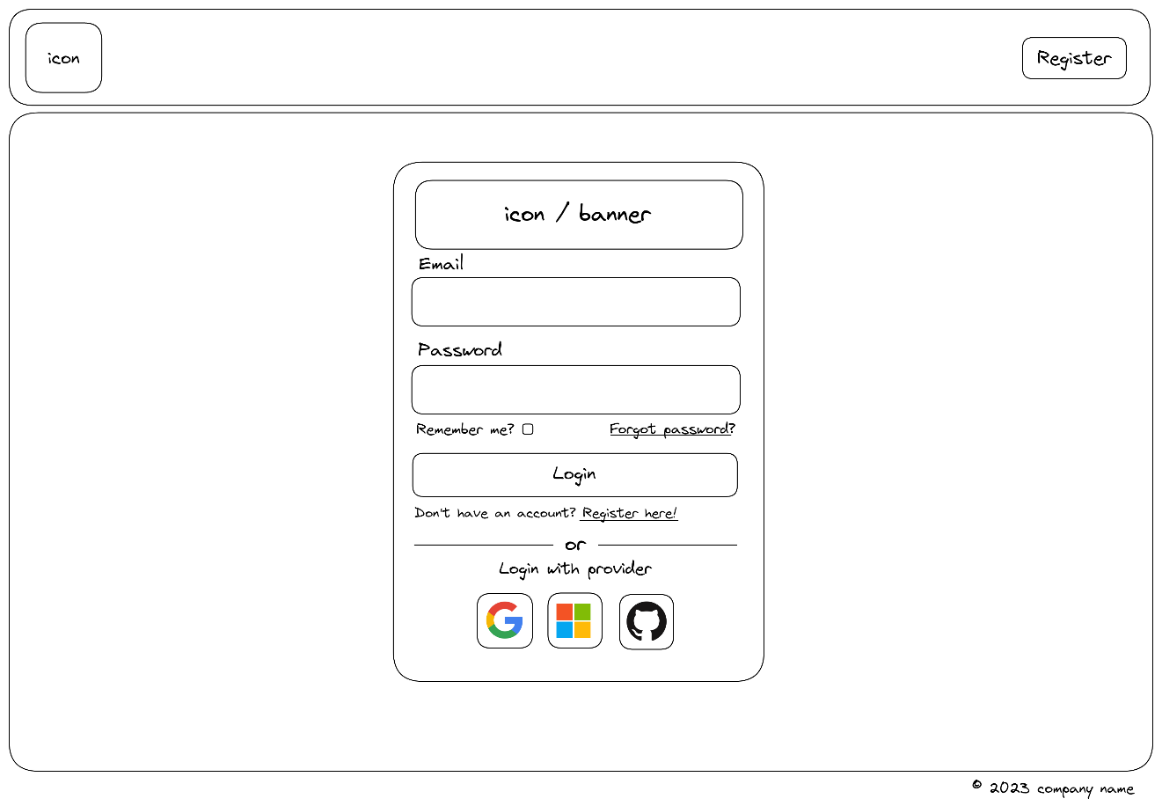 icon
Register
icon / banner
Email
Password
Remember me? Forgot password?
Login
Don't have an account? Register here!
or
Login with provider
© 2023 company name